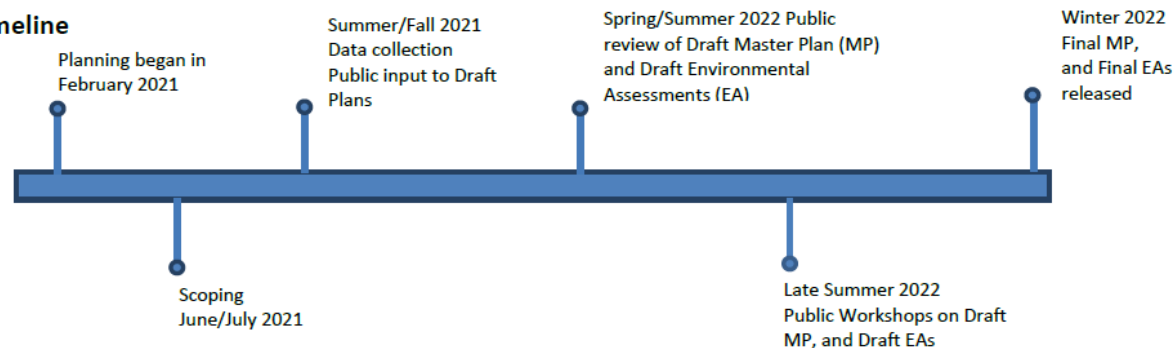 meline
Planning began in
February 2021
Summer/Fall 2021
Data collection
Public input to Draft
Plans
Spring/Summer 2022 Public
review of Draft Master Plan (MP)
and Draft Environmental
Assessments (EA)
Winter 2022
Final MP,
and Final EAs
released
Scoping
June/July 2021
Late Summer 2022
Public Workshops on Draft
MP, and Draft EAs